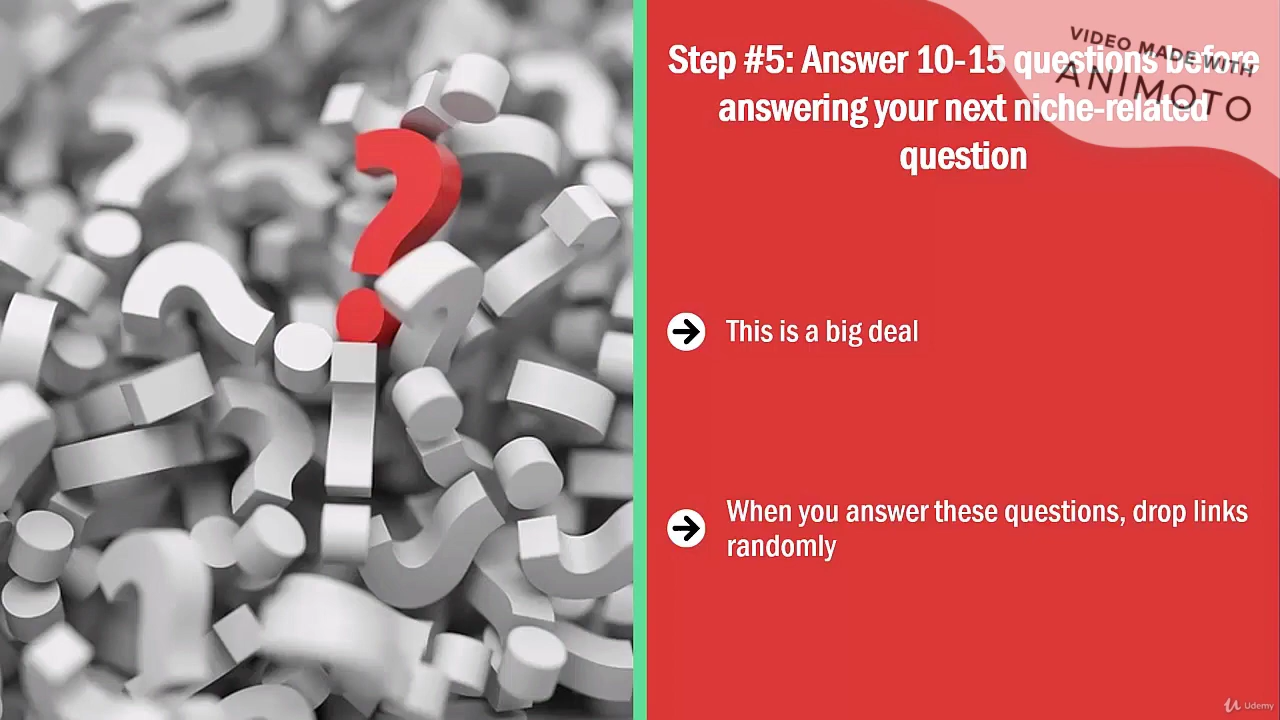 Step #5: Answer 10-15 questions before
answering your next niche-related
question
VIDEO MADE WITH
ANIMOTO
This is a big deal
When you answer these questions, drop links
randomly
Udemy